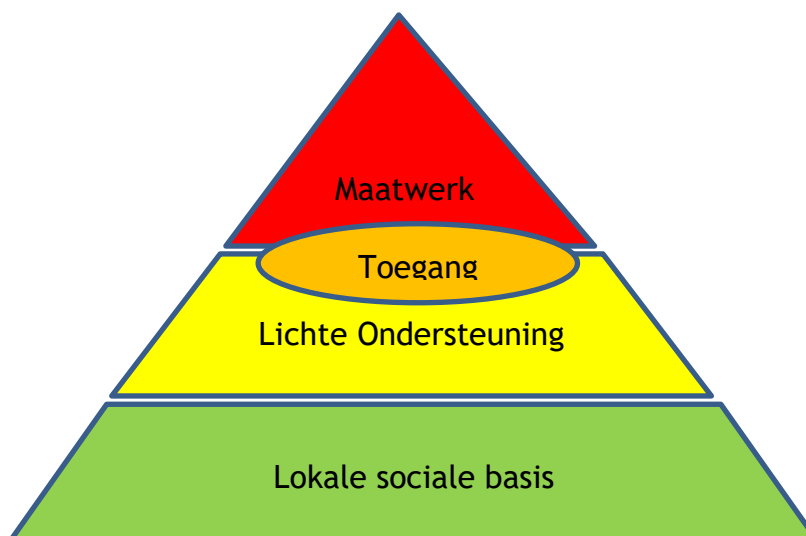 Maatwerk
Toegang
Lichte Ondersteuning
Lokale sociale basis